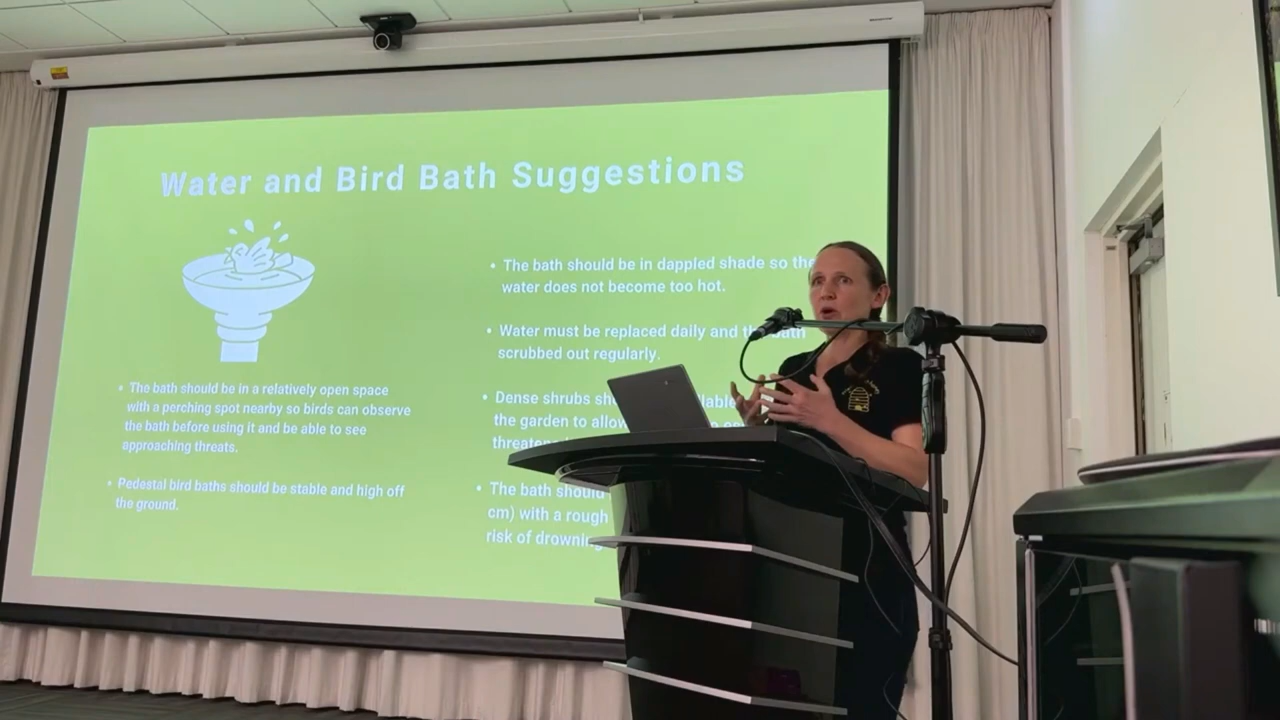 Water and Bird Bath Suggestions
• The bath should be in a relatively open space
with a perching spot nearby so birds can observe
the bath before using it and be able to see
approaching threats.
• Pedestal bird baths should be stable and high off
the ground.
• The bath should be in dappled shade so the
water does not become too hot.
• Water must be replaced daily and the bath
scrubbed out regularly.
• Dense shrubs
the garden to allow
• The bath should
cm) with a rough
risk of drowning